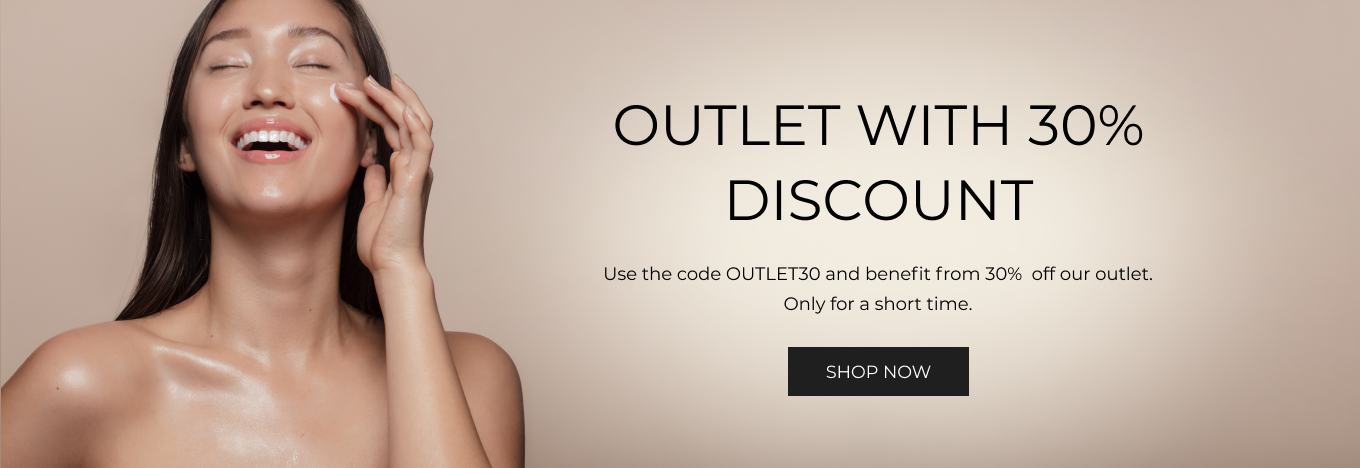 OUTLET WITH 30%
DISCOUNT
Use the code OUTLET30 and benefit from 30%  off our outlet.
Only for a short time.
SHOP NOW